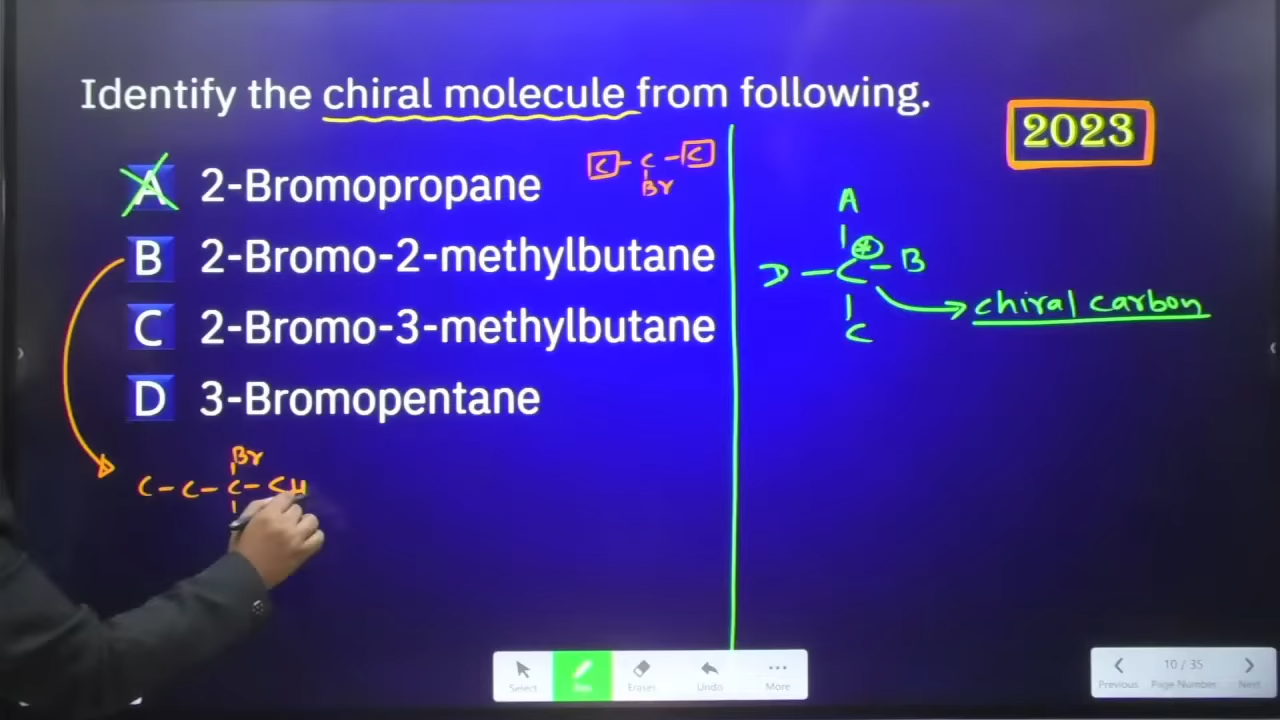 Identify the chiral molecule from following.
2023
A 2-Bromopropane
C - C - C
Br
B 2-Bromo-2-methylbutane
C 2-Bromo-3-methylbutane
D 3-Bromopentane
A
D - C - B
*
C
chiral carbon
Br
C - C - C - CH
Select
Pen
Eraser
Undo
More
10 / 35
Previous
Page Number
Next